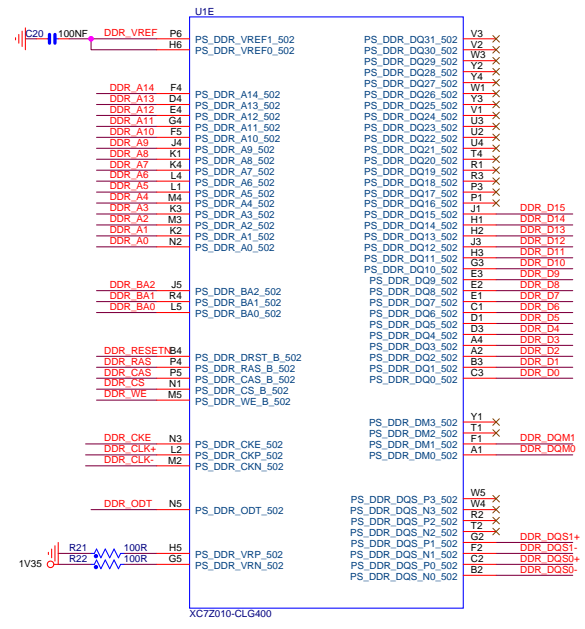 U1E
C20 100NF DDR_VREF P6 PS_DDR_VREF1_502
H6 PS_DDR_VREF0_502
DDR_A14 F4 PS_DDR_A14_502
DDR_A13 D4 PS_DDR_A13_502
DDR_A12 E4 PS_DDR_A12_502
DDR_A11 G4 PS_DDR_A11_502
DDR_A10 F5 PS_DDR_A10_502
DDR_A9 J4 PS_DDR_A9_502
DDR_A8 K1 PS_DDR_A8_502
DDR_A7 K4 PS_DDR_A7_502
DDR_A6 L4 PS_DDR_A6_502
DDR_A5 L1 PS_DDR_A5_502
DDR_A4 M4 PS_DDR_A4_502
DDR_A3 K3 PS_DDR_A3_502
DDR_A2 M3 PS_DDR_A2_502
DDR_A1 K2 PS_DDR_A1_502
DDR_A0 N2 PS_DDR_A0_502
DDR_BA2 J5 PS_DDR_BA2_502
DDR_BA1 R4 PS_DDR_BA1_502
DDR_BA0 L5 PS_DDR_BA0_502
DDR_RESETN B4 PS_DDR_DRST_B_502
DDR_RAS P4 PS_DDR_RAS_B_502
DDR_CAS P5 PS_DDR_CAS_B_502
DDR_CS N1 PS_DDR_CS_B_502
DDR_WE M5 PS_DDR_WE_B_502
DDR_CKE N3 PS_DDR_CKE_502
DDR_CLK+ L2 PS_DDR_CKP_502
DDR_CLK- M2 PS_DDR_CKN_502
DDR_ODT N5 PS_DDR_ODT_502
R21 100R H5 PS_DDR_VRP_502
1V35 R22 100R G5 PS_DDR_VRN_502
PS_DDR_DQ31_502 V3
PS_DDR_DQ30_502 V2
PS_DDR_DQ29_502 W3
PS_DDR_DQ28_502 Y2
PS_DDR_DQ27_502 Y4
PS_DDR_DQ26_502 W1
PS_DDR_DQ25_502 Y3
PS_DDR_DQ24_502 V1
PS_DDR_DQ23_502 U3
PS_DDR_DQ22_502 U2
PS_DDR_DQ21_502 U4
PS_DDR_DQ20_502 T4
PS_DDR_DQ19_502 R1
PS_DDR_DQ18_502 R3
PS_DDR_DQ17_502 P3
PS_DDR_DQ16_502 P1
PS_DDR_DQ15_502 J1 DDR_D15
PS_DDR_DQ14_502 H1 DDR_D14
PS_DDR_DQ13_502 H2 DDR_D13
PS_DDR_DQ12_502 J3 DDR_D12
PS_DDR_DQ11_502 H3 DDR_D11
PS_DDR_DQ10_502 G3 DDR_D10
PS_DDR_DQ9_502 E3 DDR_D9
PS_DDR_DQ8_502 E2 DDR_D8
PS_DDR_DQ7_502 E1 DDR_D7
PS_DDR_DQ6_502 C1 DDR_D6
PS_DDR_DQ5_502 D1 DDR_D5
PS_DDR_DQ4_502 D3 DDR_D4
PS_DDR_DQ3_502 A4 DDR_D3
PS_DDR_DQ2_502 A2 DDR_D2
PS_DDR_DQ1_502 B3 DDR_D1
PS_DDR_DQ0_502 C3 DDR_D0
PS_DDR_DM3_502 Y1
PS_DDR_DM2_502 T1
PS_DDR_DM1_502 F1 DDR_DQM1
PS_DDR_DM0_502 A1 DDR_DQM0
PS_DDR_DQS_P3_502 W5
PS_DDR_DQS_N3_502 W4
PS_DDR_DQS_P2_502 R2
PS_DDR_DQS_N2_502 T2
PS_DDR_DQS_P1_502 G2 DDR_DQS1+
PS_DDR_DQS_N1_502 F2 DDR_DQS1-
PS_DDR_DQS_P0_502 C2 DDR_DQS0+
PS_DDR_DQS_N0_502 B2 DDR_DQS0-
XC7Z010-CLG400